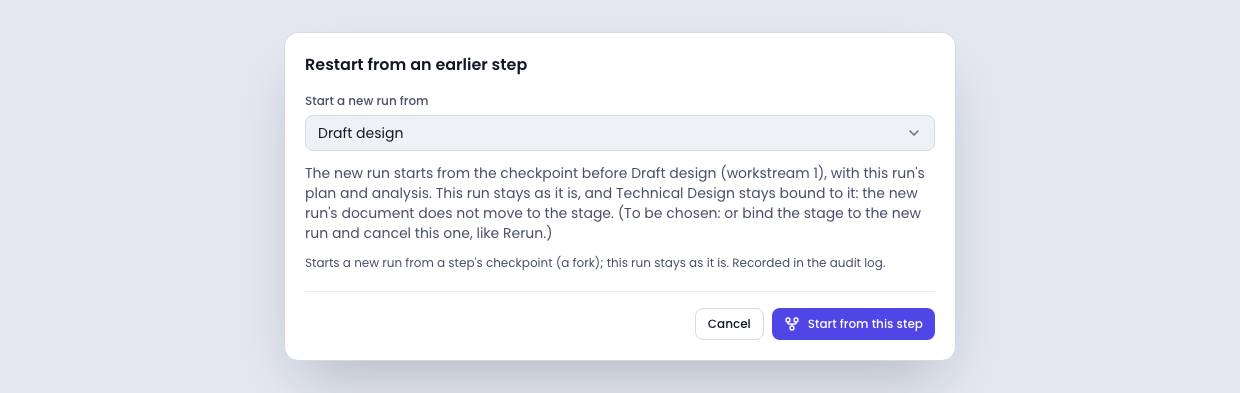 Restart from an earlier step
Start a new run from
Draft design
The new run starts from the checkpoint before Draft design (workstream 1), with this run's
plan and analysis. This run stays as it is, and Technical Design stays bound to it: the new
run's document does not move to the stage. (To be chosen: or bind the stage to the new
run and cancel this one, like Rerun.)
Starts a new run from a step's checkpoint (a fork); this run stays as it is. Recorded in the audit log.
Cancel
Start from this step